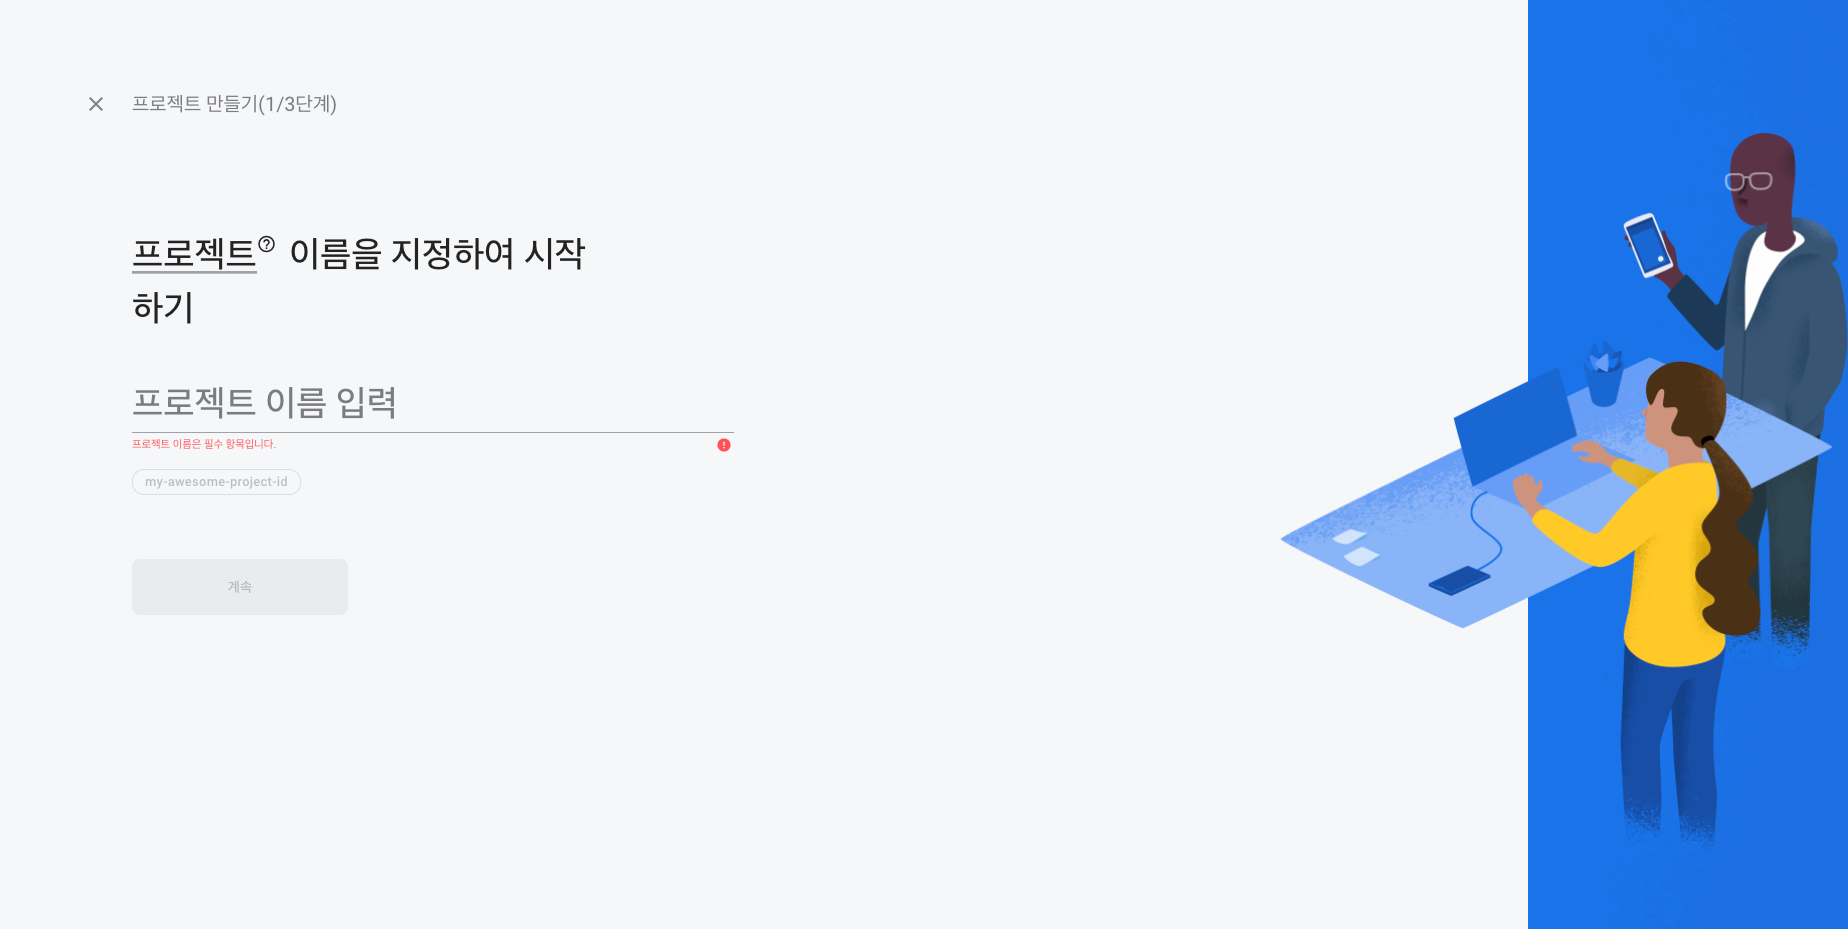 프로젝트 만들기(1/3단계)
프로젝트 이름을 지정하여 시작
하기
프로젝트 이름 입력
프로젝트 이름은 필수 항목입니다.
my-awesome-project-id
계속